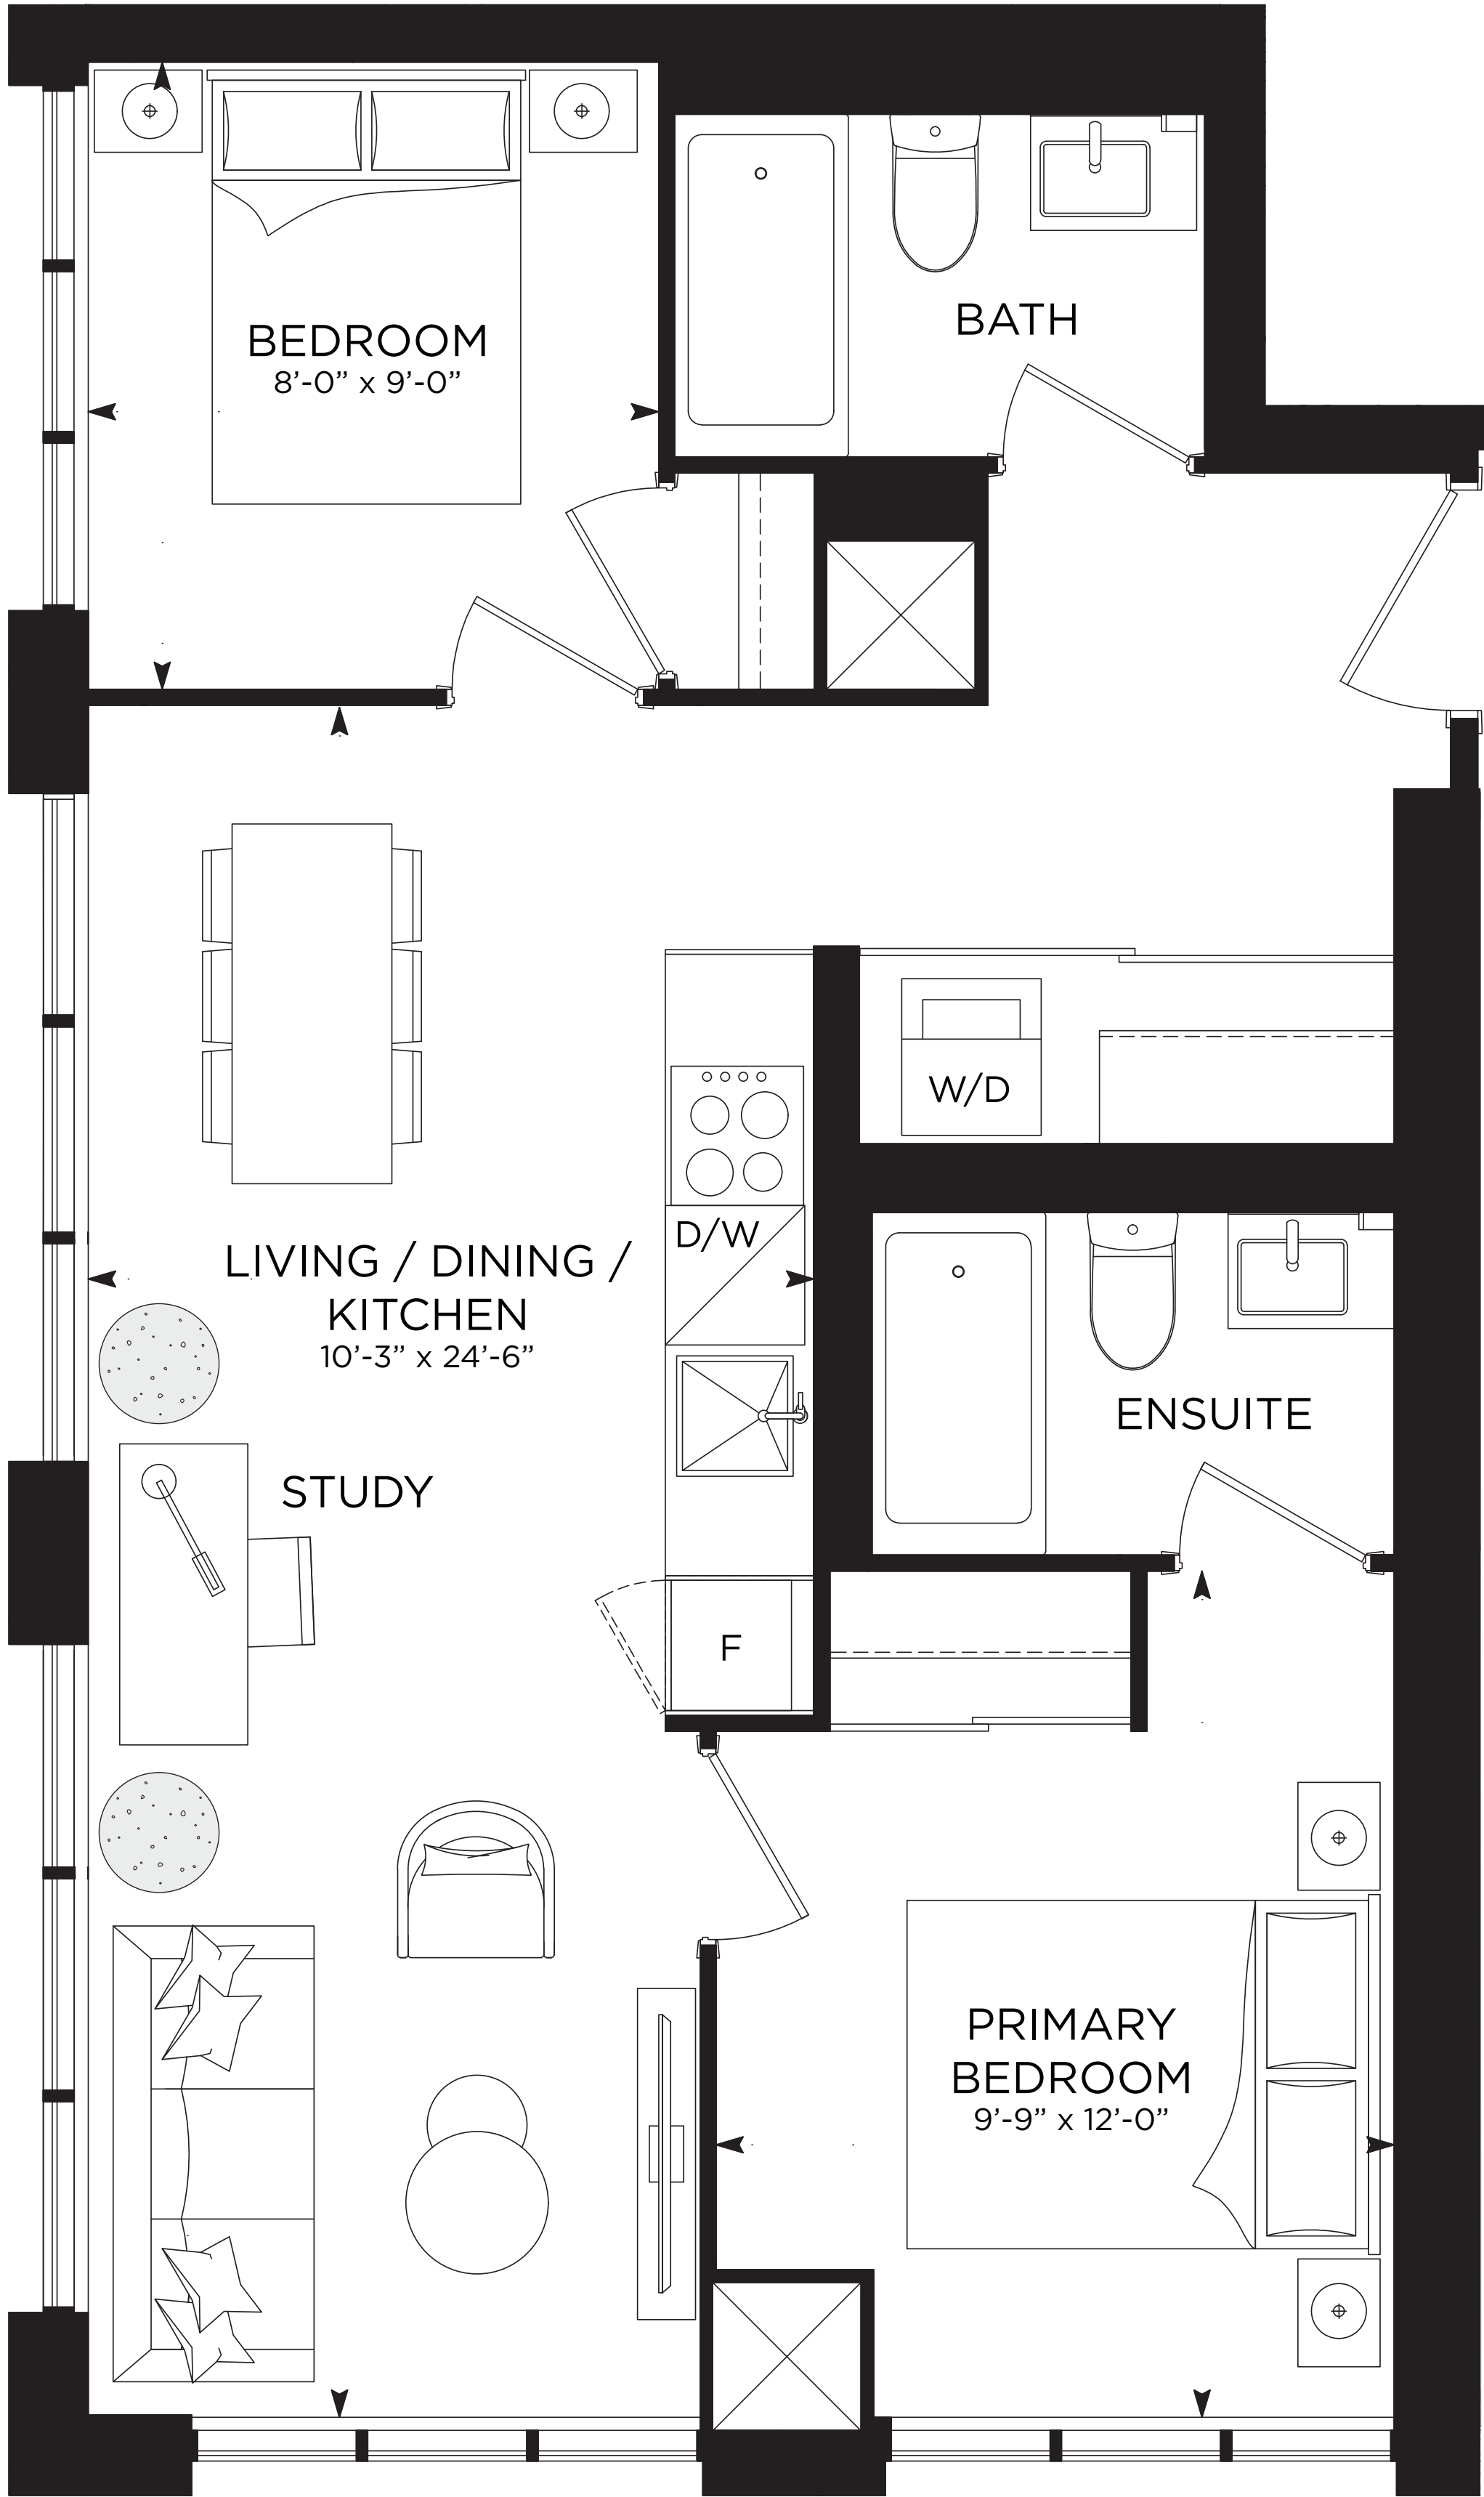 BEDROOM
8’-0” x 9’-0”
BATH
W/D
D/W
LIVING / DINING /
KITCHEN
10’-3” x 24’-6”
ENSUITE
STUDY
F
PRIMARY
BEDROOM
9’-9” x 12’-0”